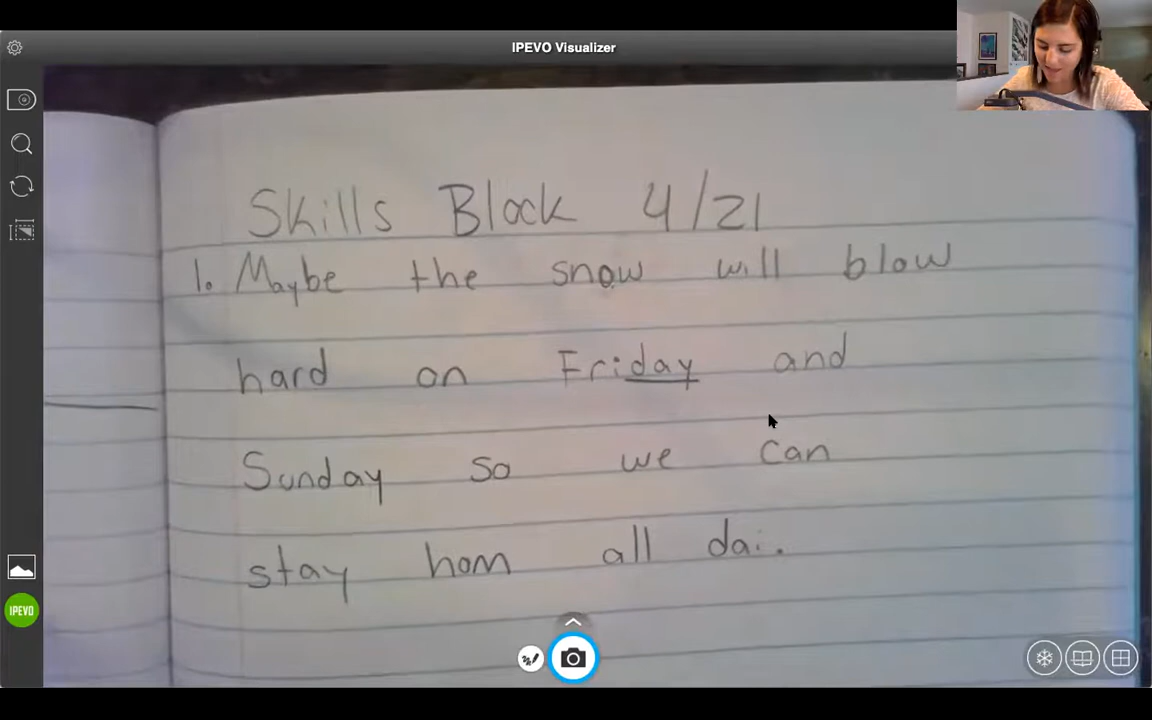 IPEVO Visualizer
Skills Block 4/21
1. Maybe the snow will blow
hard on Friday and
Sunday so we can
stay hom all dai.
IPEVO